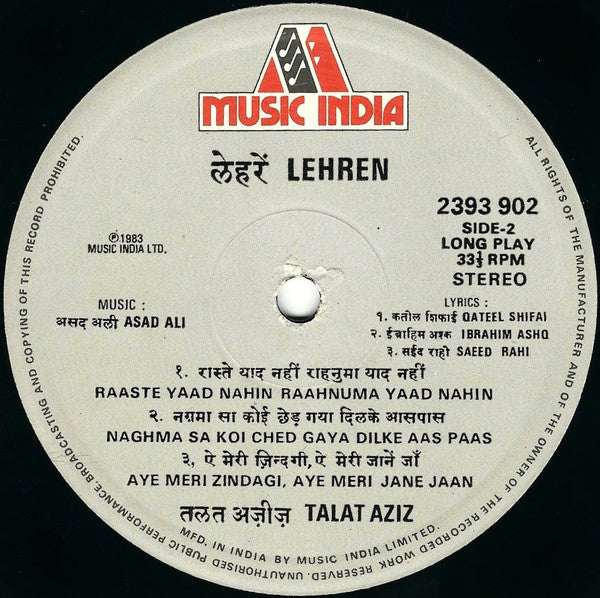 MUSIC INDIA
लेहरें LEHREN
2393 902
SIDE-2
LONG PLAY
33⅓ RPM
STEREO
Ⓟ1983
MUSIC INDIA LTD.
MUSIC :
असद अली ASAD ALI
LYRICS :
१. कतील शिफाई QATEEL SHIFAI
२. ईब्राहिम अश्क IBRAHIM ASHQ
३. सईद राही SAEED RAHI
१. रास्ते याद नहीं राहनुमा याद नहीं
RAASTE YAAD NAHIN RAAHNUMA YAAD NAHIN
२. नग़मा सा कोई छेड़ गया दिलके आसपास
NAGHMA SA KOI CHED GAYA DILKE AAS PAAS
३, ऐ मेरी ज़िन्दगी, ऐ मेरी जानें जाँ
AYE MERI ZINDAGI, AYE MERI JANE JAAN
तलत अज़ीज़ TALAT AZIZ
MFD. IN INDIA BY MUSIC INDIA LIMITED.
ALL RIGHTS OF THE MANUFACTURER AND OF THE OWNER OF THE RECORDED WORK RESERVED. UNAUTHORISED PUBLIC PERFORMANCE BROADCASTING AND COPYING OF THIS RECORD PROHIBITED.